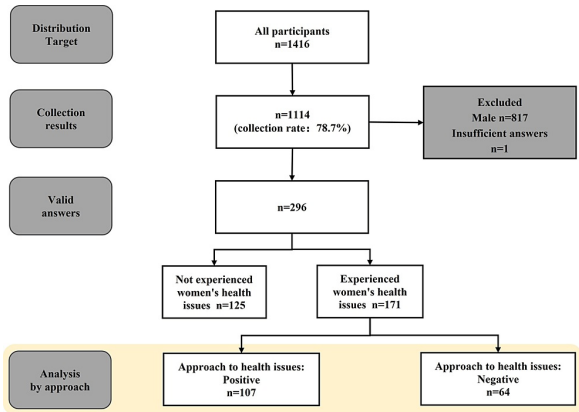 Distribution
Target
All participants
n=1416
Collection
results
n=1114
(collection rate：78.7%)
Excluded
Male n=817
Insufficient answers
n=1
Valid
answers
n=296
Not experienced
women's health
issues n=125
Experienced
women's health
issues n=171
Analysis
by approach
Approach to health issues:
Positive
n=107
Approach to health issues:
Negative
n=64